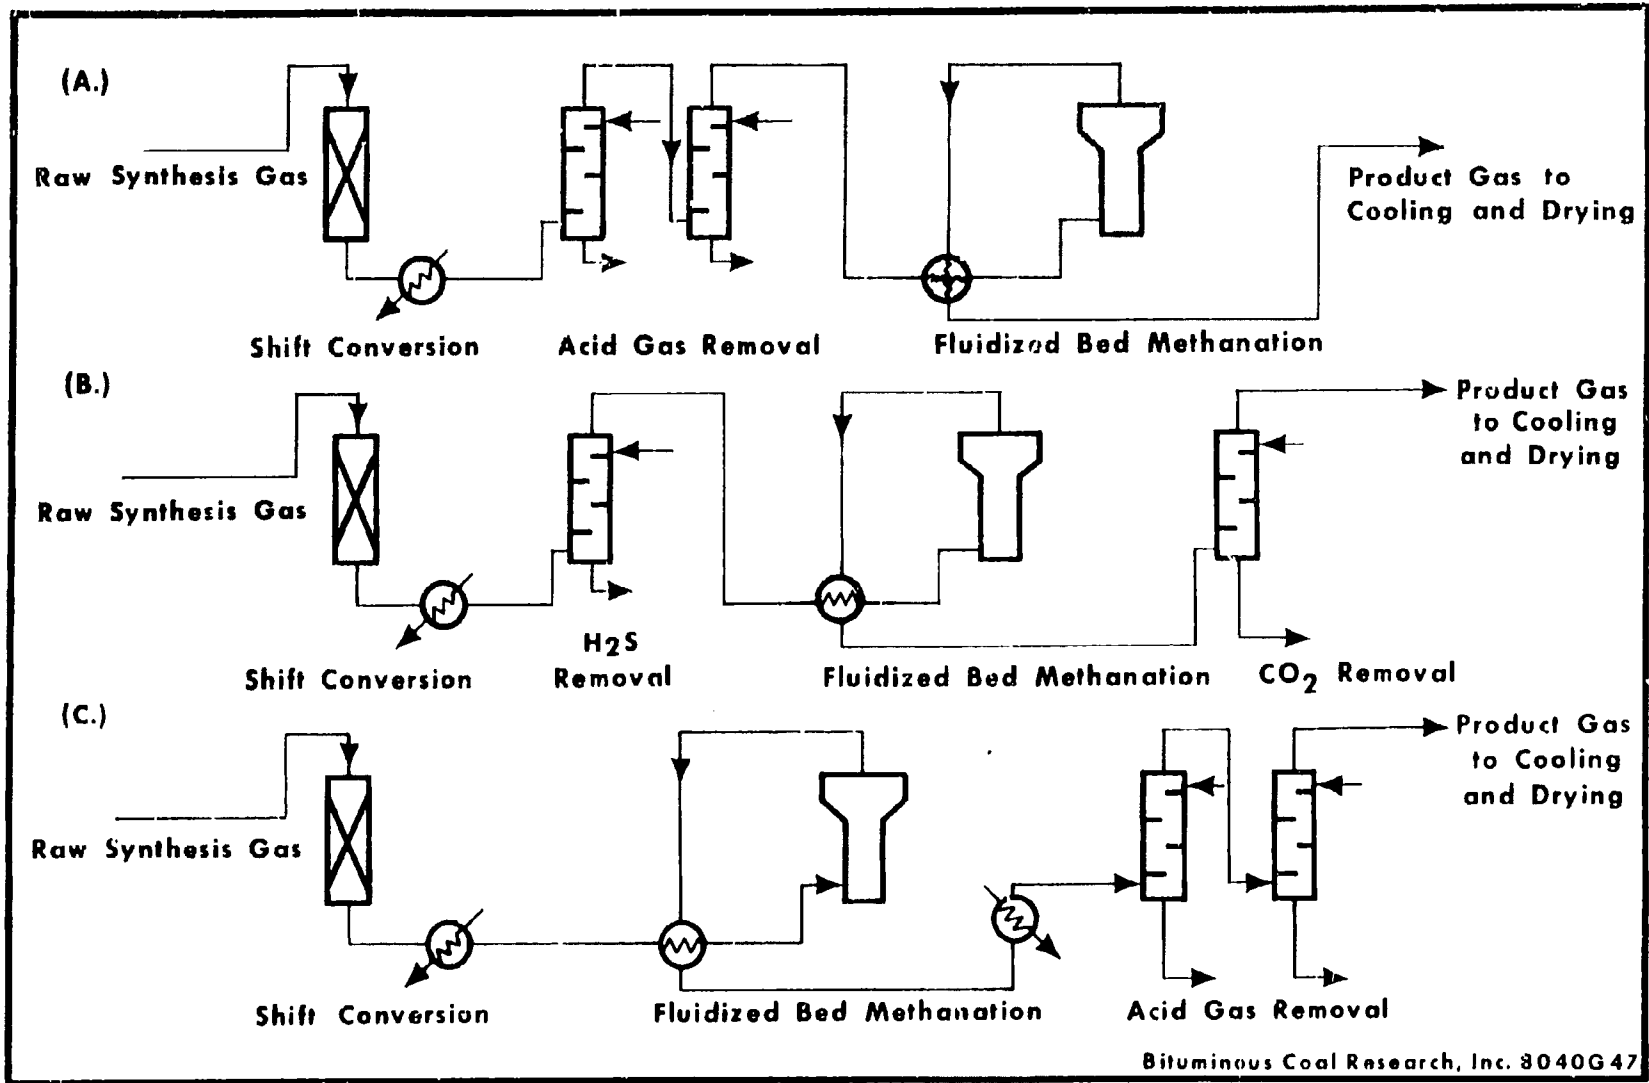 (A.)
Raw Synthesis Gas
Product Gas to
Cooling and Drying
Shift Conversion
Acid Gas Removal
Fluidized Bed Methanation
(B.)
Raw Synthesis Gas
Product Gas
to Cooling
and Drying
H2S
Removal
Shift Conversion
Fluidized Bed Methanation
CO2 Removal
(C.)
Raw Synthesis Gas
Product Gas
to Cooling
and Drying
Shift Conversion
Fluidized Bed Methanation
Acid Gas Removal
Bituminous Coal Research, Inc. 8040G47